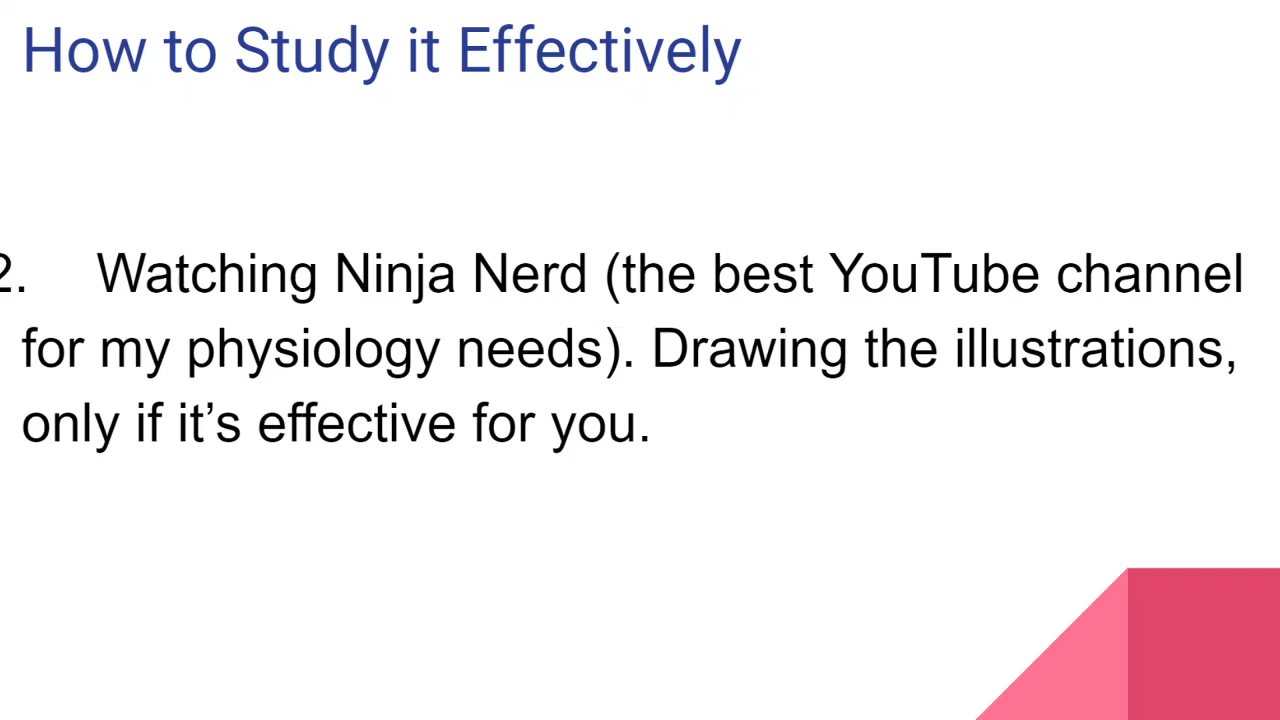 How to Study it Effectively
2. Watching Ninja Nerd (the best YouTube channel
for my physiology needs). Drawing the illustrations,
only if it’s effective for you.